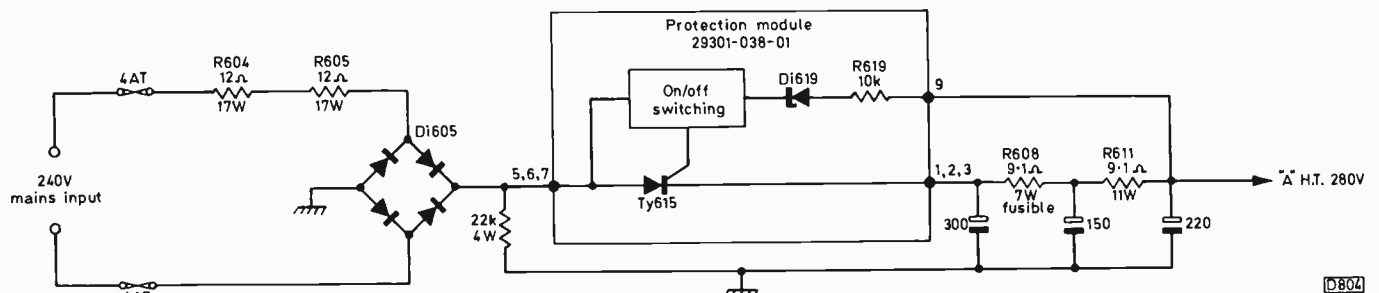 Protection module
29301-038-01
4AT
R604
12Ω
17W
R605
12Ω
17W
Di605
240V
mains input
On/off
switching
Di619
R619
10k
9
5,6,7
Ty615
1,2,3
22k
4W
R608
9·1Ω
7W
fusible
R611
9·1Ω
11W
"A" H.T. 280V
300
150
220
D804